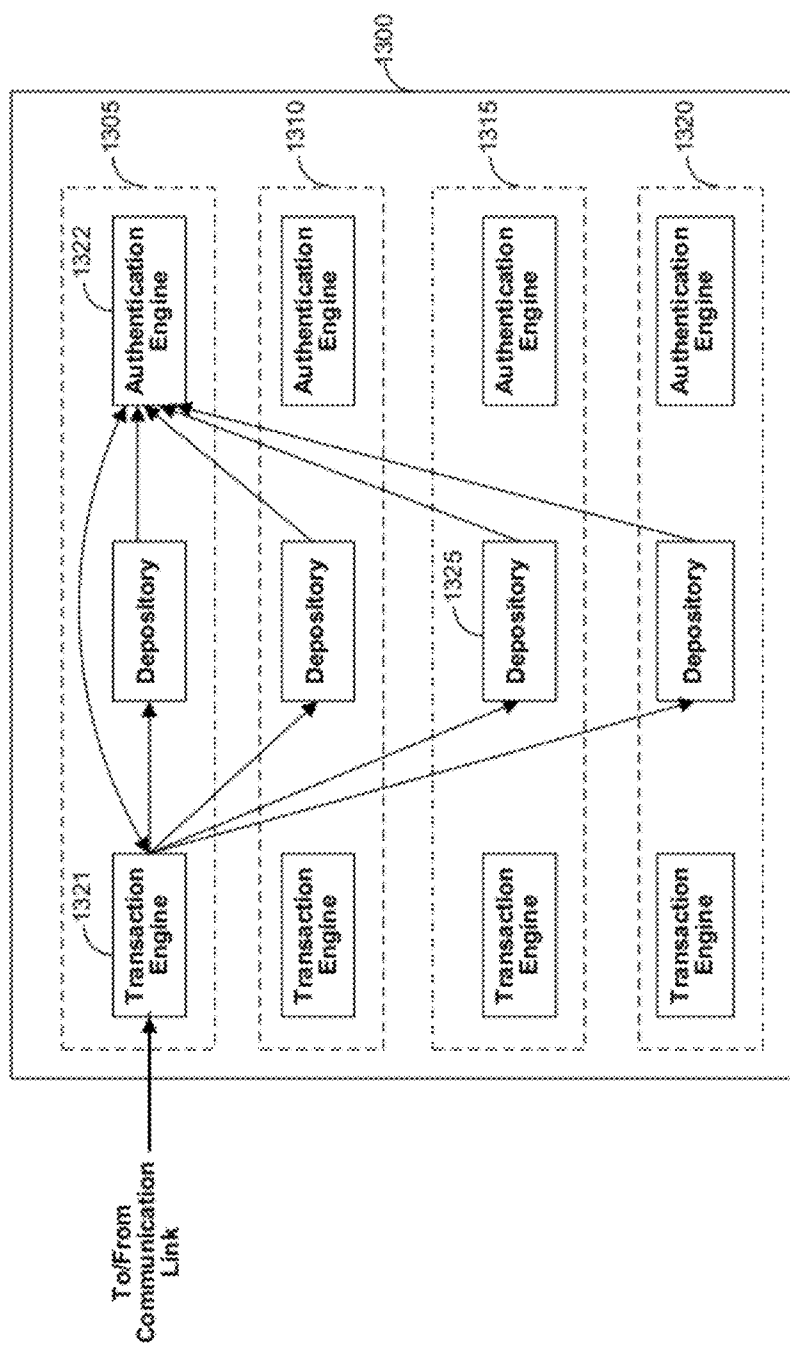 1300
1305
1322
1321
To/From
Communication
Link
Transaction
Engine
Depository
Authentication
Engine
1310
Transaction
Engine
Depository
Authentication
Engine
1315
1325
Transaction
Engine
Depository
Authentication
Engine
1320
Transaction
Engine
Depository
Authentication
Engine